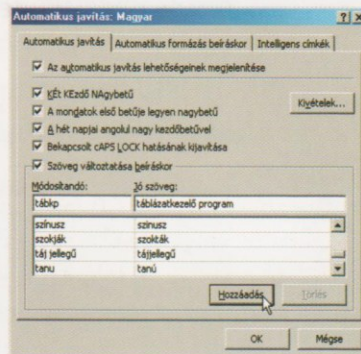 Automatikus javítás: Magyar
Automatikus javítás Automatikus formázás beíráskor Intelligens címkék
Az automatikus javítás lehetőségeinek megjelenítése
KÉt KEzdő NAgybetű
Kivételek...
A mondatok első betűje legyen nagybetű
A hét napjai angolul nagy kezdőbetűvel
Bekapcsolt cAPS LOCK hatásának kijavítása
Szöveg változtatása beíráskor
Módosítandó: Jó szöveg:
tábkp táblázatkezelő program
színusz szinusz
szokják szokták
táj jellegű tájjellegű
tanu tanú
Hozzáadás Törlés
OK Mégse